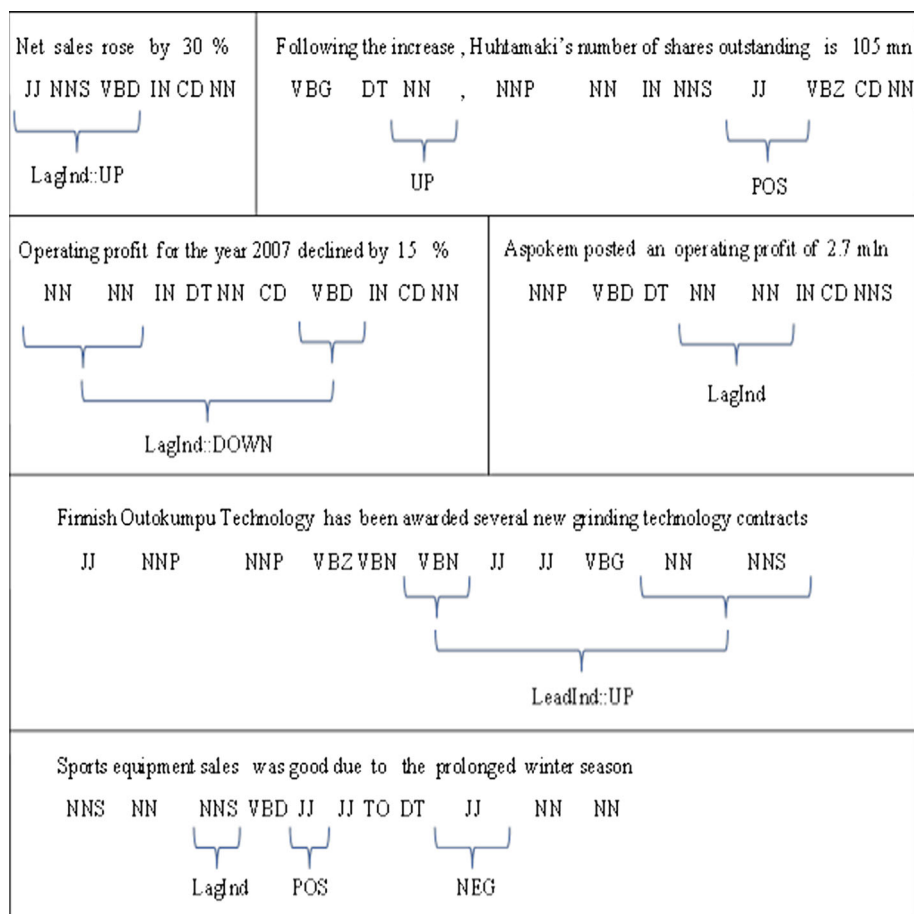 Net sales rose by 30 %
JJ NNS VBD IN CD NN
LagInd::UP
Following the increase , Huhtamaki's number of shares outstanding is 105 mn
VBG DT NN , NNP NN IN NNS JJ VBZ CD NN
UP POS
Operating profit for the year 2007 declined by 15 %
NN NN IN DT NN CD VBD IN CD NN
LagInd::DOWN
Aspokem posted an operating profit of 2.7 mln
NNP VBD DT NN NN IN CD NNS
LagInd
Finnish Outokumpu Technology has been awarded several new grinding technology contracts
JJ NNP NNP VBZ VBN VBN JJ JJ VBG NN NNS
LeadInd::UP
Sports equipment sales was good due to the prolonged winter season
NNS NN NNS VBD JJ JJ TO DT JJ NN NN
LagInd POS NEG